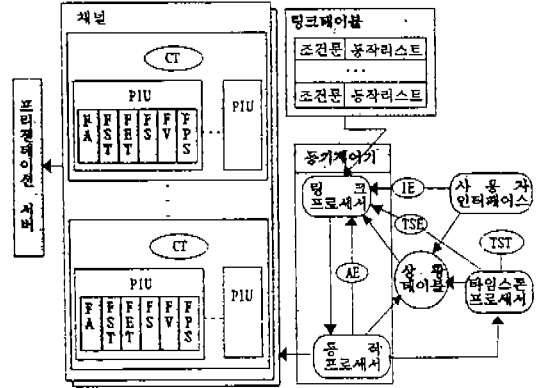 채널
CT
PIU
FA
FST
FET
FS
FV
FPS
PIU
CT
PIU
FA
FST
FET
FS
FV
FPS
PIU
프리젠테이션 서버
링크테이블
조건문 동작리스트
...
조건문 동작리스트
동기제어기
링크
프로세서
IE
사용자
인터페이스
TSE
TST
AE
상황
테이블
타임스톤
프로세서
동작
프로세서